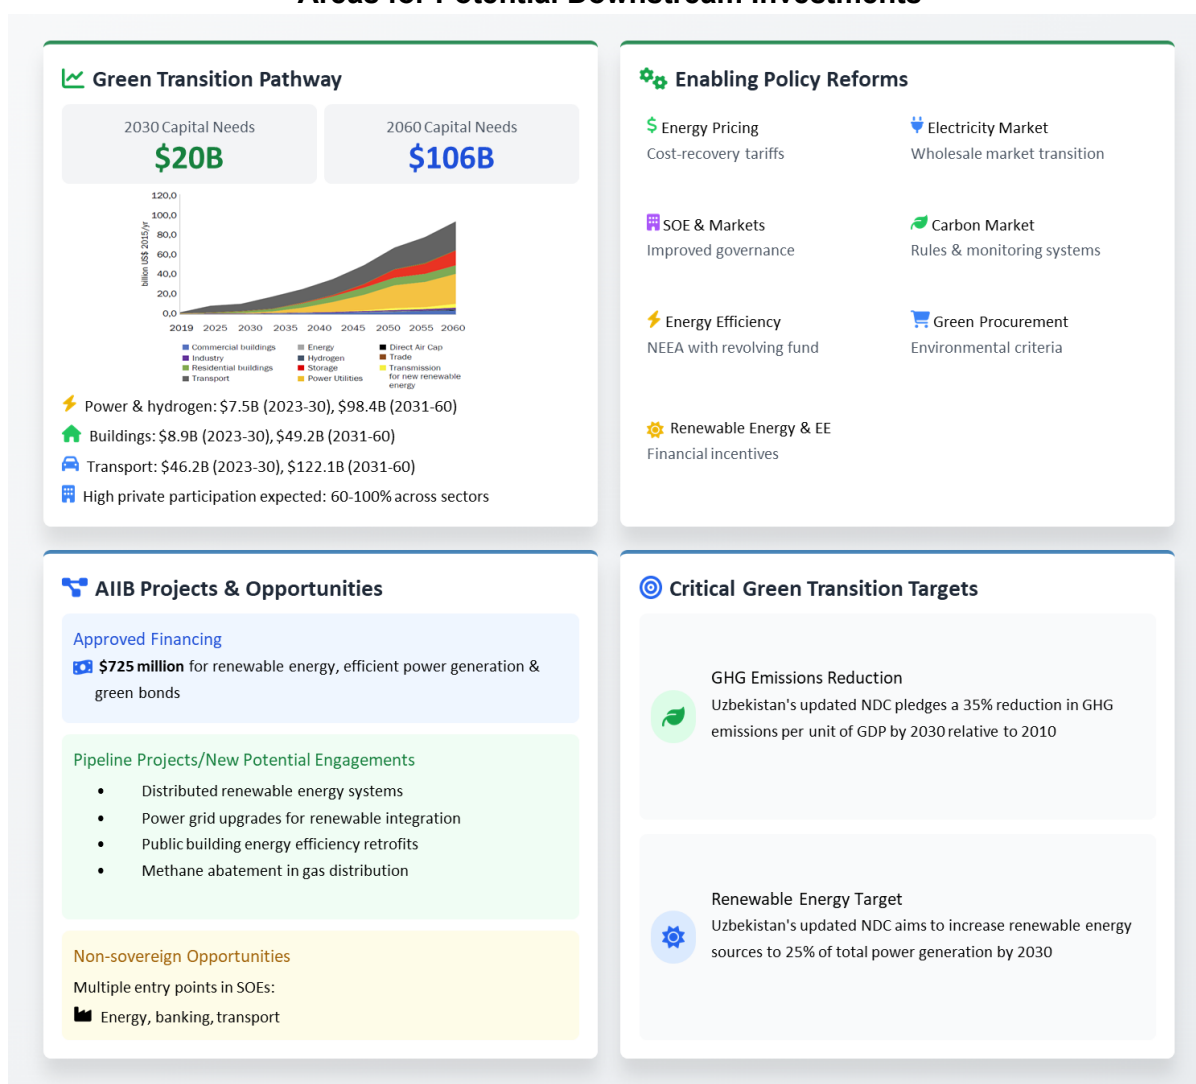 Areas for Potential Downstream Investments
Green Transition Pathway
2030 Capital Needs
$20B
2060 Capital Needs
$106B
billion US$ 2015/yr
120,0
100,0
80,0
60,0
40,0
20,0
0,0
2019 2025 2030 2035 2040 2045 2050 2055 2060
Commercial buildings
Industry
Residential buildings
Transport
Energy
Hydrogen
Storage
Power Utilities
Direct Air Cap
Trade
Transmission
for new renewable
energy
Power & hydrogen: $7.5B (2023-30), $98.4B (2031-60)
Buildings: $8.9B (2023-30), $49.2B (2031-60)
Transport: $46.2B (2023-30), $122.1B (2031-60)
High private participation expected: 60-100% across sectors
Enabling Policy Reforms
$ Energy Pricing
Cost-recovery tariffs
Electricity Market
Wholesale market transition
SOE & Markets
Improved governance
Carbon Market
Rules & monitoring systems
Energy Efficiency
NEEA with revolving fund
Green Procurement
Environmental criteria
Renewable Energy & EE
Financial incentives
AIIB Projects & Opportunities
Approved Financing
$725 million for renewable energy, efficient power generation &
green bonds
Pipeline Projects/New Potential Engagements
• Distributed renewable energy systems
• Power grid upgrades for renewable integration
• Public building energy efficiency retrofits
• Methane abatement in gas distribution
Non-sovereign Opportunities
Multiple entry points in SOEs:
Energy, banking, transport
Critical Green Transition Targets
GHG Emissions Reduction
Uzbekistan's updated NDC pledges a 35% reduction in GHG
emissions per unit of GDP by 2030 relative to 2010
Renewable Energy Target
Uzbekistan's updated NDC aims to increase renewable energy
sources to 25% of total power generation by 2030